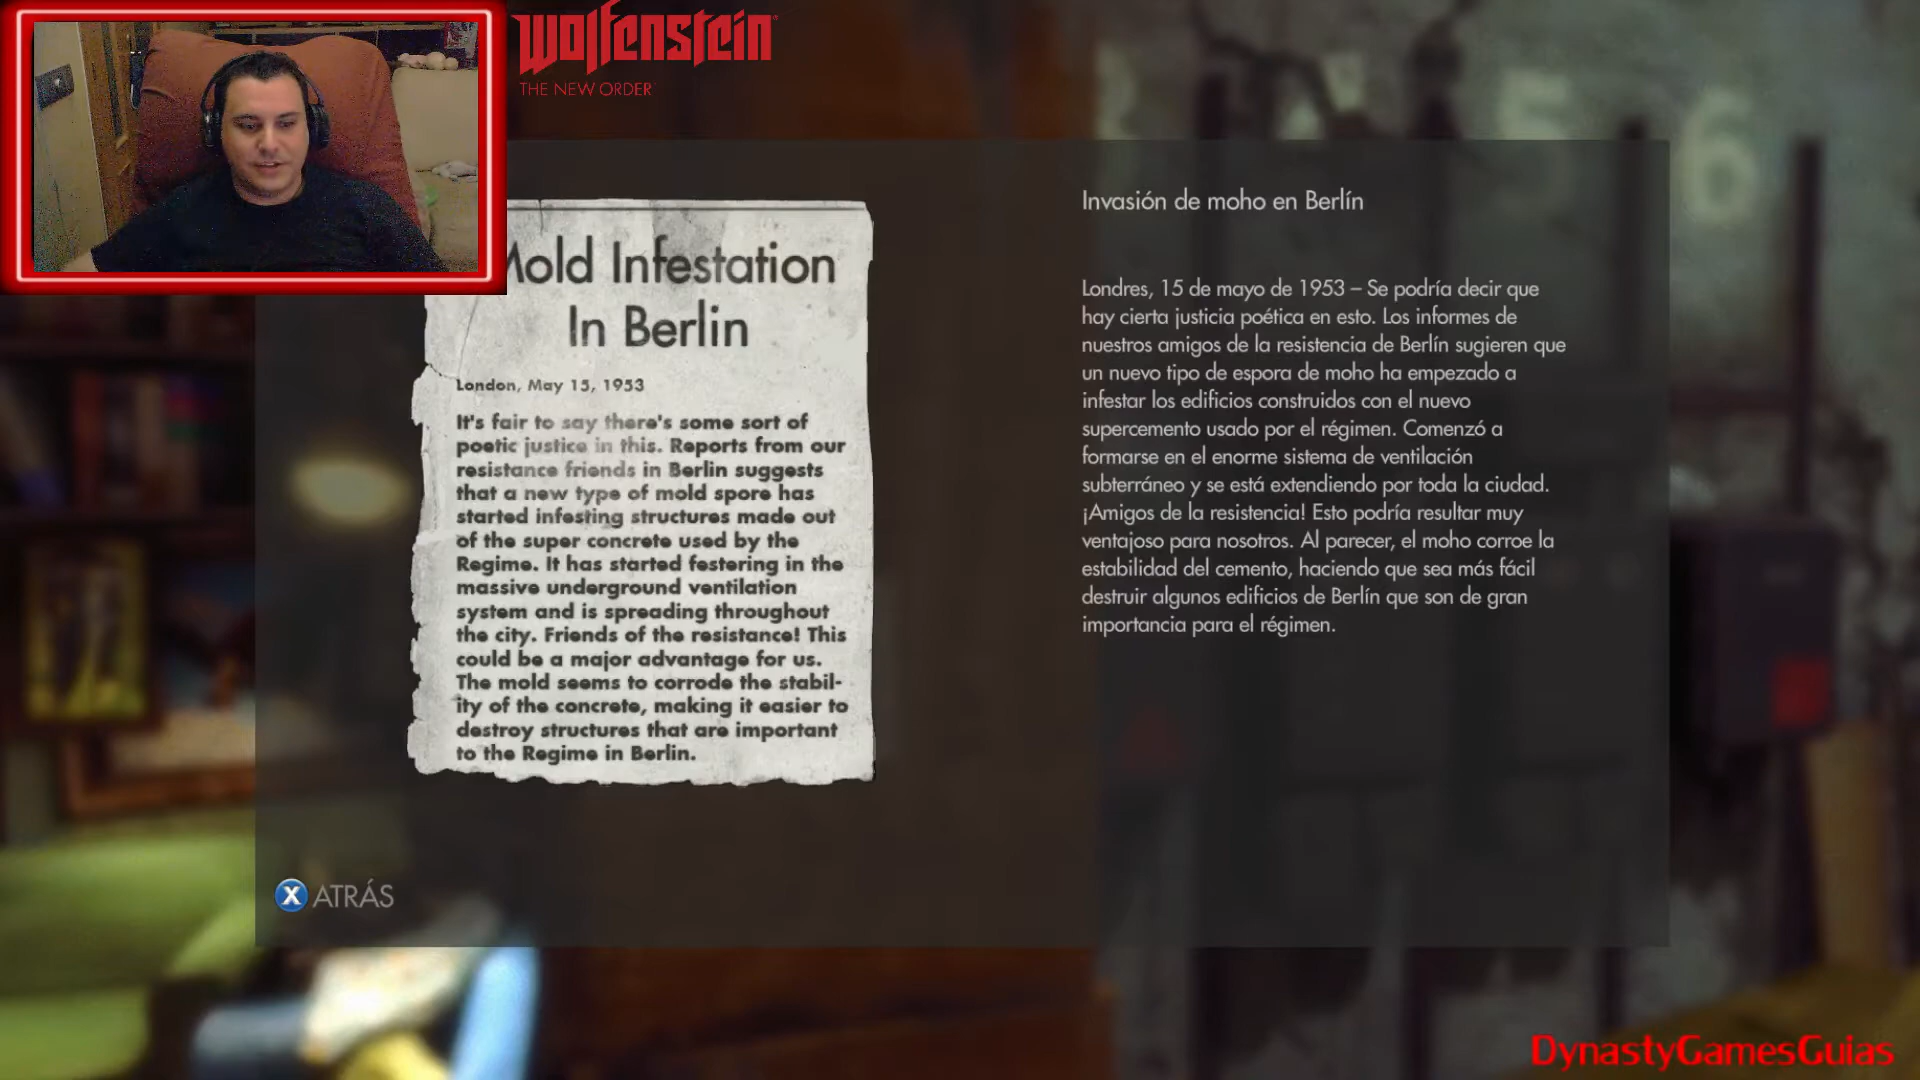 Wolfenstein
THE NEW ORDER
5
6
Mold Infestation
In Berlin
London, May 15, 1953
It's fair to say there's some sort of
poetic justice in this. Reports from our
resistance friends in Berlin suggests
that a new type of mold spore has
started infesting structures made out
of the super concrete used by the
Regime. It has started festering in the
massive underground ventilation
system and is spreading throughout
the city. Friends of the resistance! This
could be a major advantage for us.
The mold seems to corrode the stabil-
ity of the concrete, making it easier to
destroy structures that are important
to the Regime in Berlin.
Invasión de moho en Berlín
Londres, 15 de mayo de 1953 – Se podría decir que
hay cierta justicia poética en esto. Los informes de
nuestros amigos de la resistencia de Berlín sugieren que
un nuevo tipo de espora de moho ha empezado a
infestar los edificios construidos con el nuevo
supercemento usado por el régimen. Comenzó a
formarse en el enorme sistema de ventilación
subterráneo y se está extendiendo por toda la ciudad.
¡Amigos de la resistencia! Esto podría resultar muy
ventajoso para nosotros. Al parecer, el moho corroe la
estabilidad del cemento, haciendo que sea más fácil
destruir algunos edificios de Berlín que son de gran
importancia para el régimen.
X ATRÁS
DynastyGamesGuias